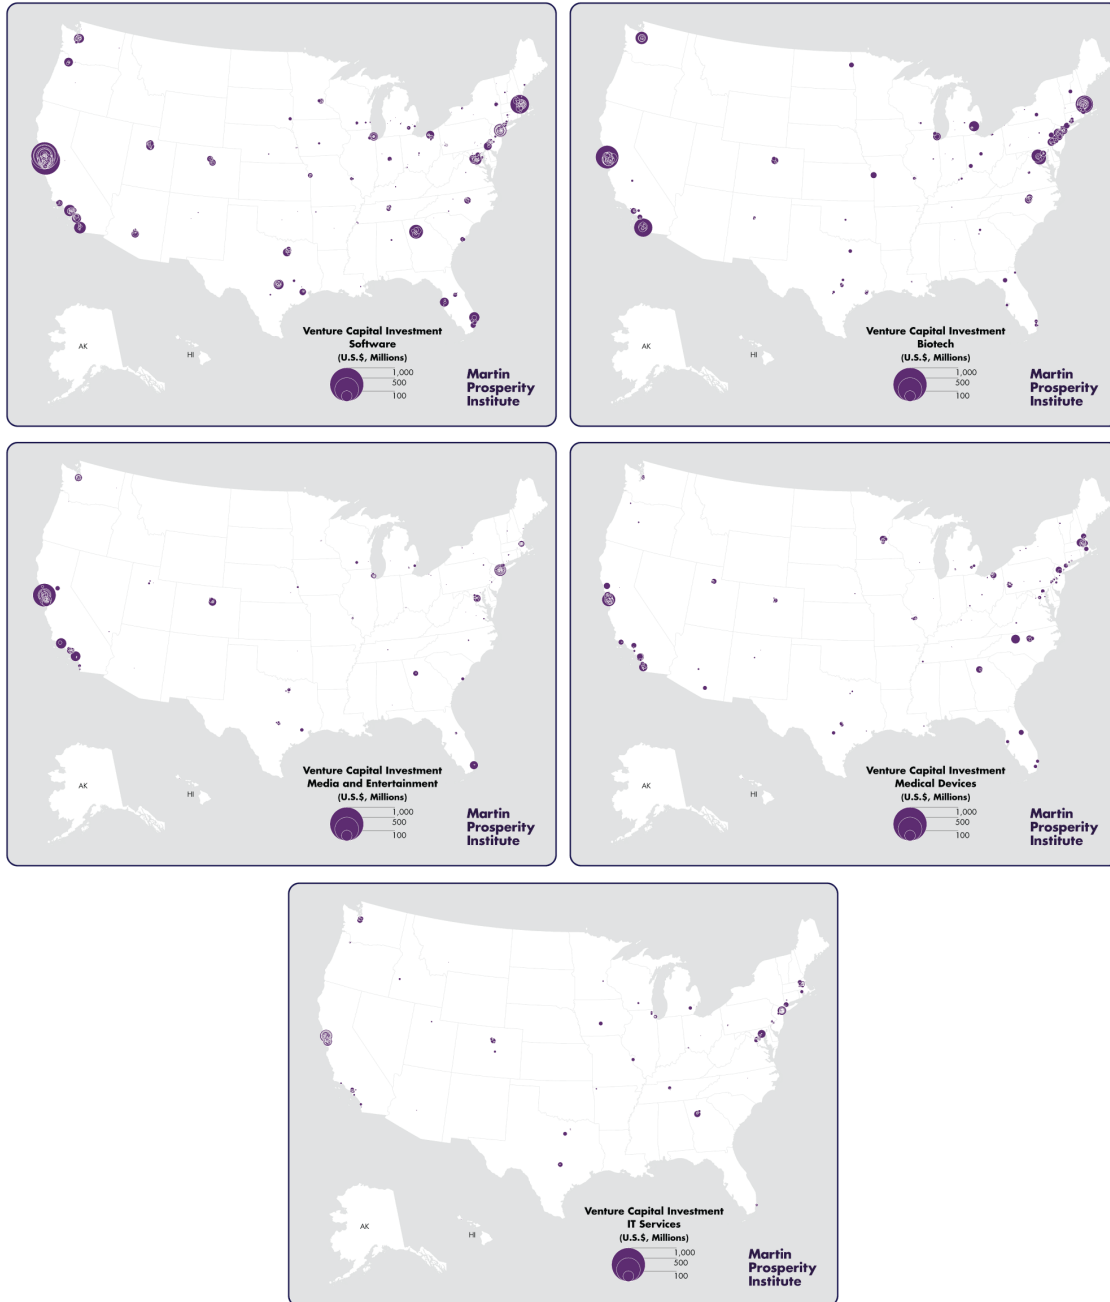 AK
HI
Venture Capital Investment
Software
(U.S.$, Millions)
1,000
500
100
Martin
Prosperity
Institute
AK
HI
Venture Capital Investment
Biotech
(U.S.$, Millions)
1,000
500
100
Martin
Prosperity
Institute
AK
HI
Venture Capital Investment
Media and Entertainment
(U.S.$, Millions)
1,000
500
100
Martin
Prosperity
Institute
AK
HI
Venture Capital Investment
Medical Devices
(U.S.$, Millions)
1,000
500
100
Martin
Prosperity
Institute
AK
HI
Venture Capital Investment
IT Services
(U.S.$, Millions)
1,000
500
100
Martin
Prosperity
Institute